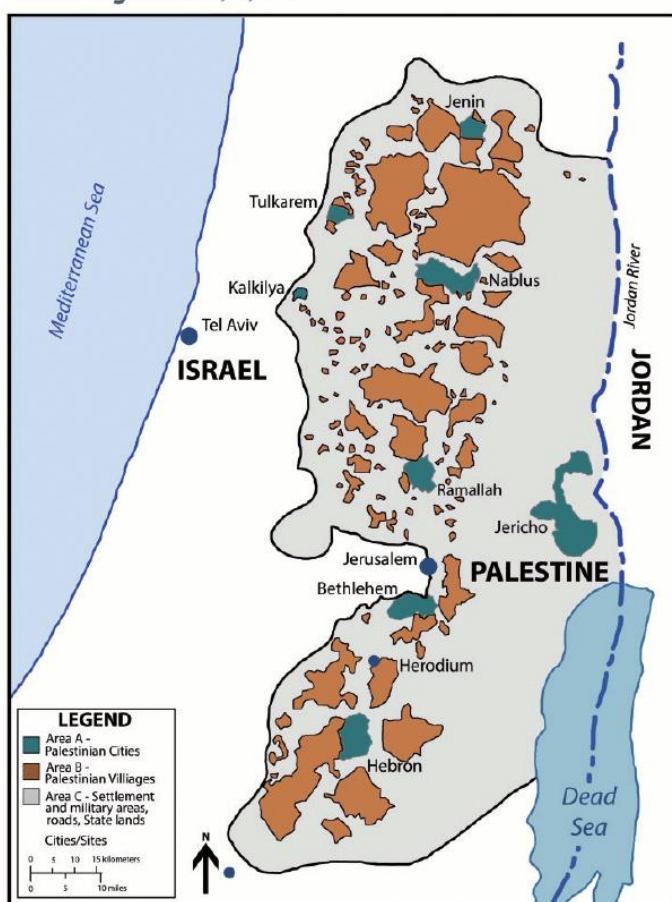 Jenin
Tulkarem
Nablus
Kalkilya
Mediterranean Sea
Tel Aviv
ISRAEL
Jordan River
JORDAN
Ramallah
Jericho
Jerusalem
PALESTINE
Bethlehem
Herodium
Hebron
Dead
Sea
LEGEND
Area A -
Palestinian Cities
Area B -
Palestinian Villiages
Area C - Settlement
and military areas,
roads, State lands
Cities/Sites
0 5 10 15 kilometers
0 5 10 miles
N